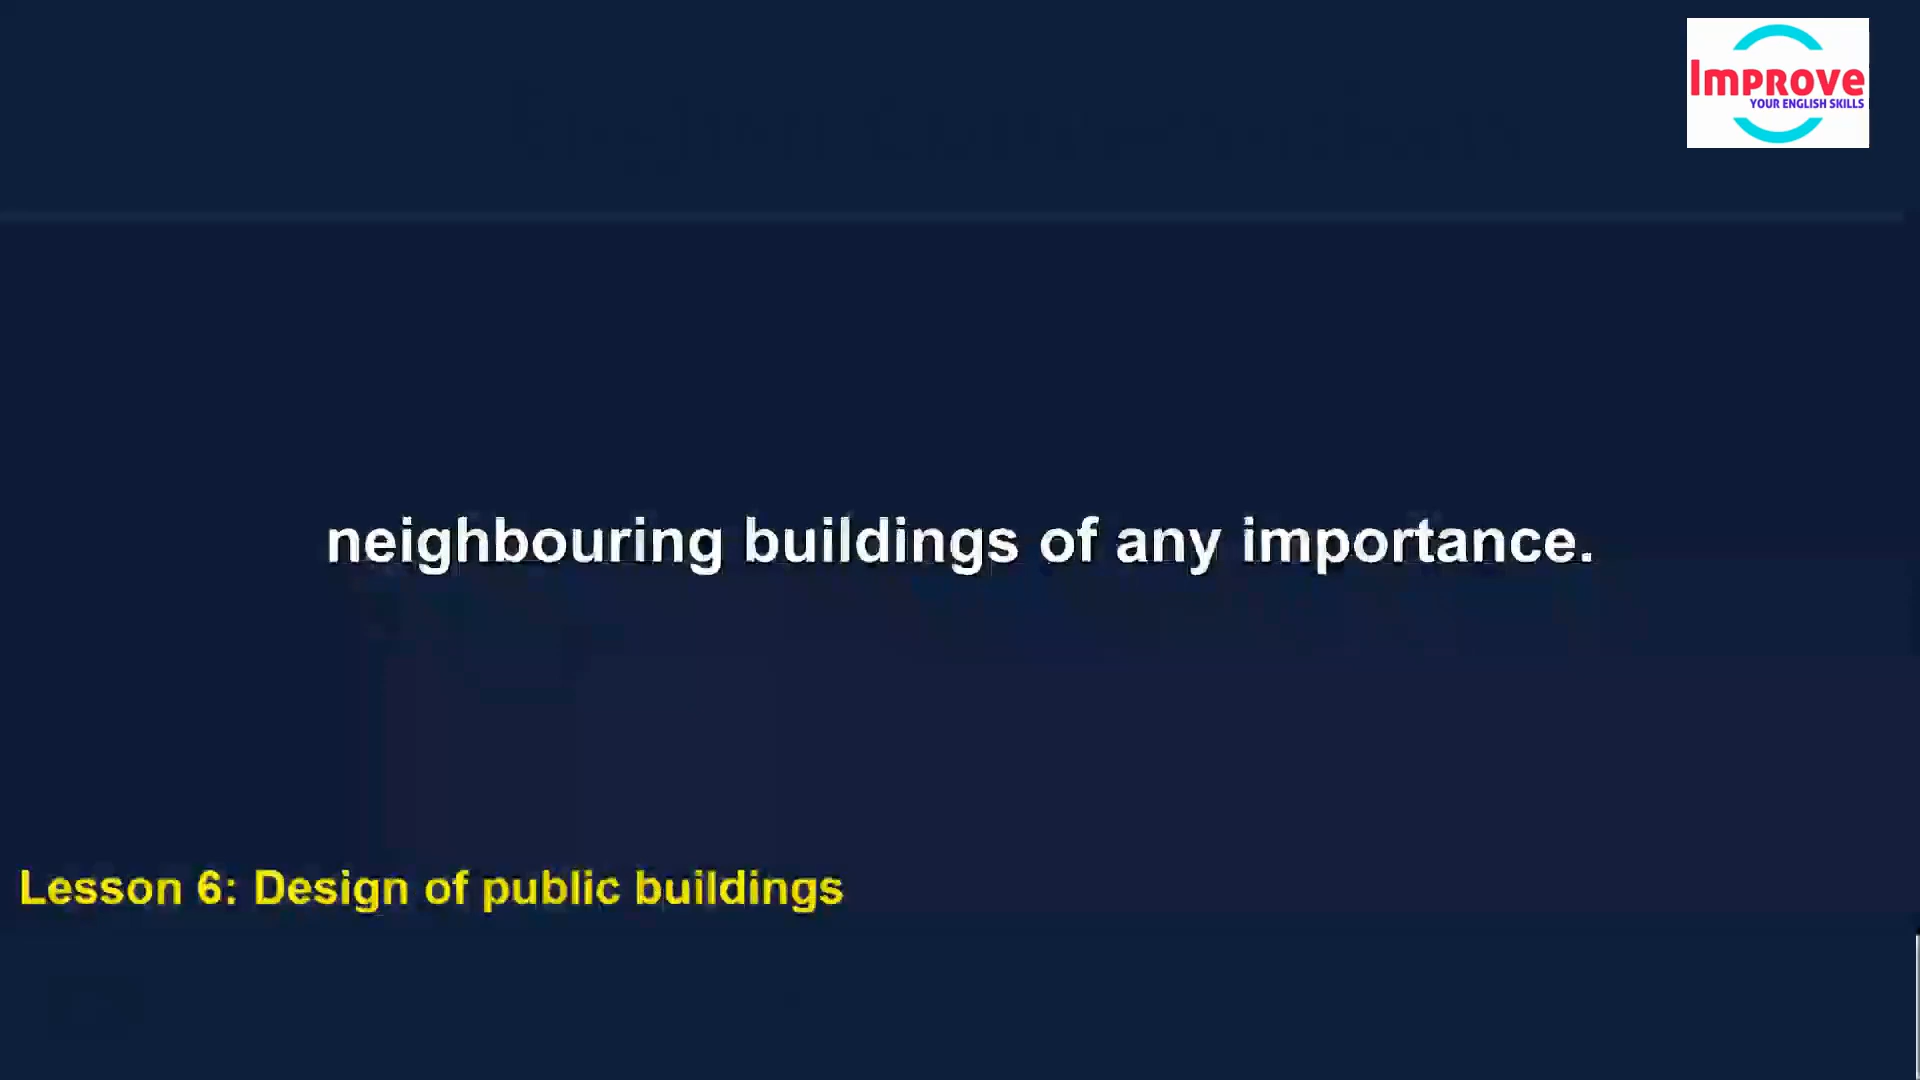 Improve
YOUR ENGLISH SKILLS
neighbouring buildings of any importance.
Lesson 6: Design of public buildings